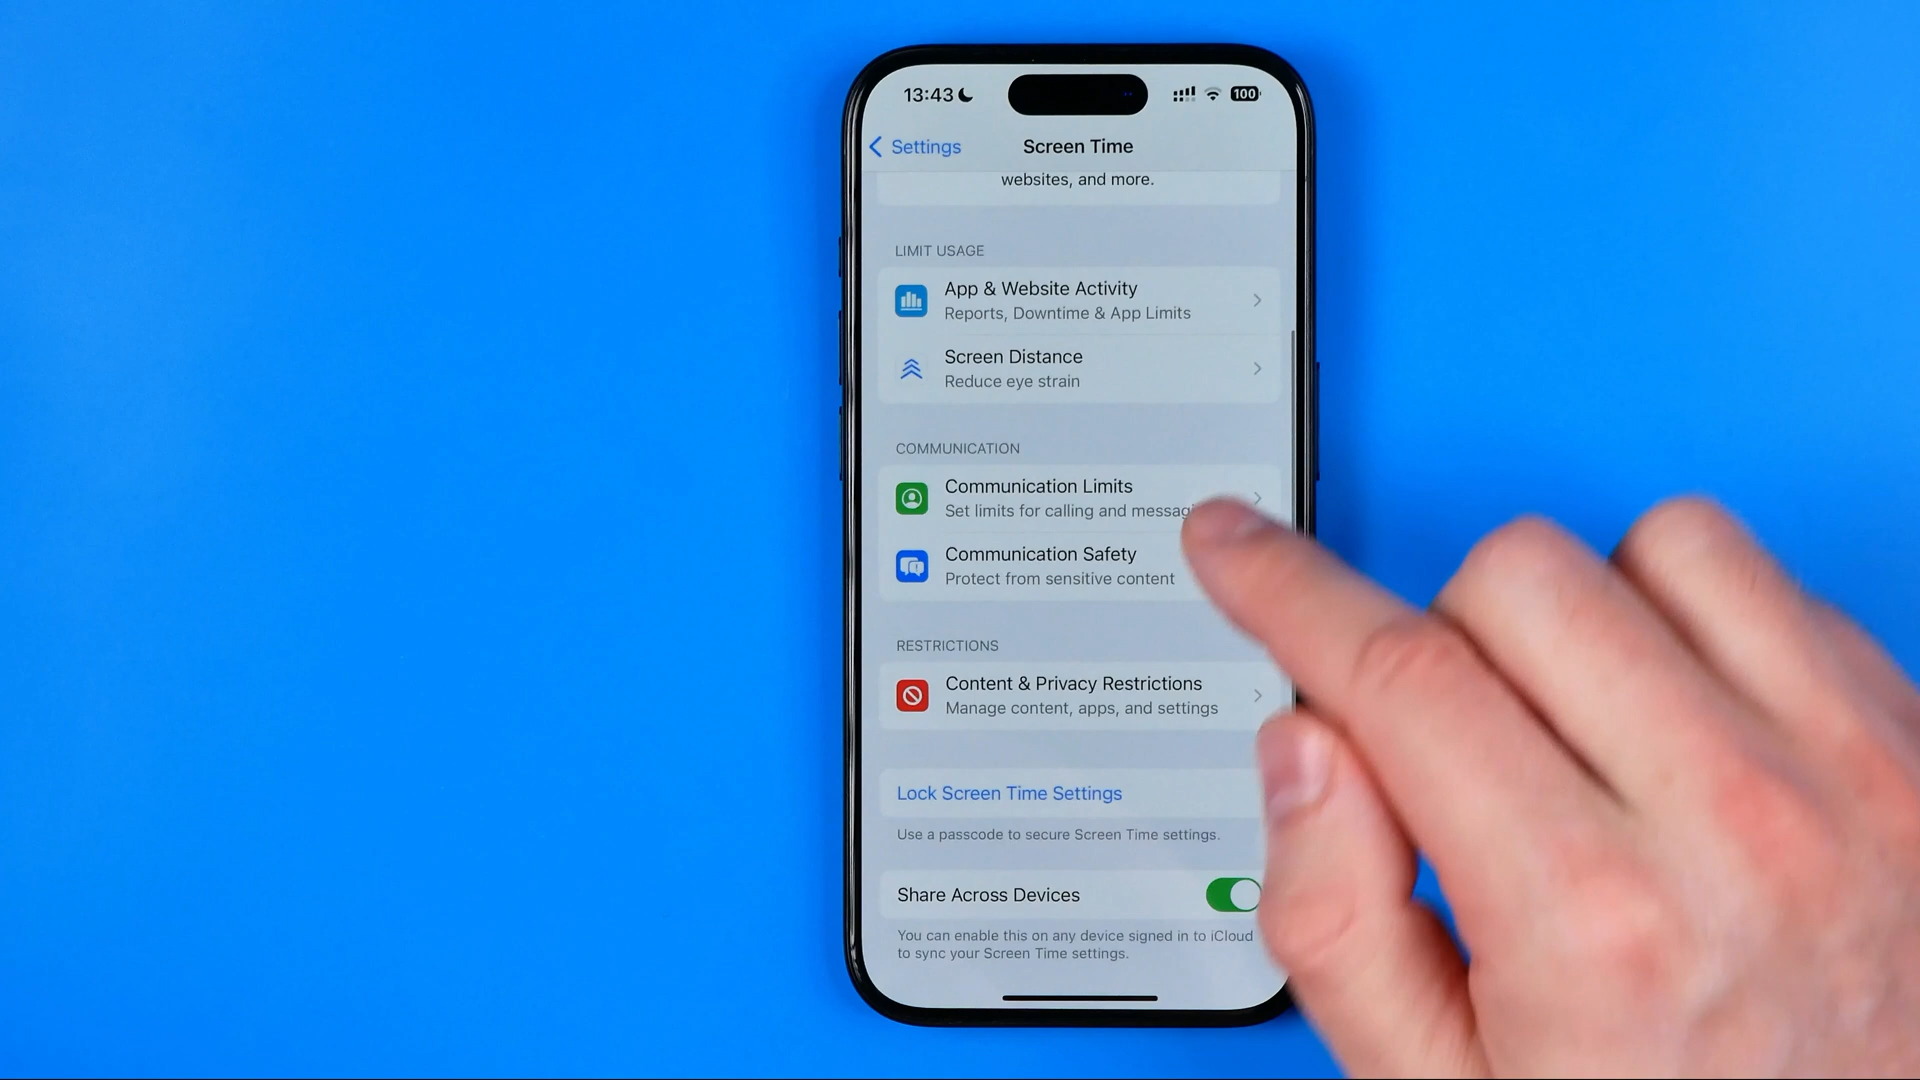 13:43
100
Settings
Screen Time
websites, and more.
LIMIT USAGE
App & Website Activity
Reports, Downtime & App Limits
Screen Distance
Reduce eye strain
COMMUNICATION
Communication Limits
Set limits for calling and messag
Communication Safety
Protect from sensitive content
RESTRICTIONS
Content & Privacy Restrictions
Manage content, apps, and settings
Lock Screen Time Settings
Use a passcode to secure Screen Time settings.
Share Across Devices
You can enable this on any device signed in to iCloud
to sync your Screen Time settings.